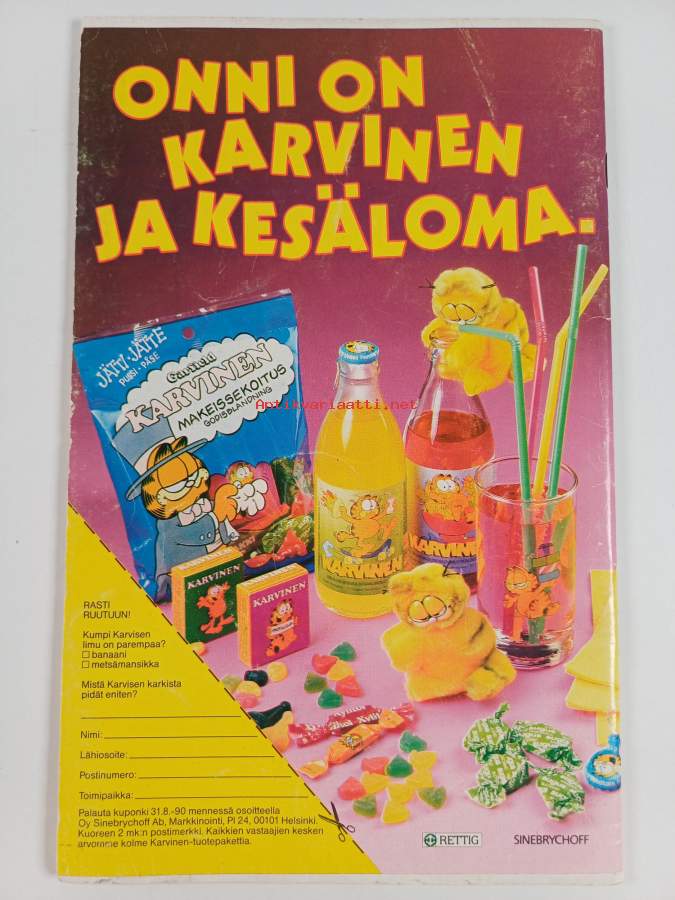 ONNI ON
KARVINEN
JA KESÄLOMA.
JÄTTI-JÄTTE
PUSSI-PÅSE
Garfield
KARVINEN
MAKEISSEKOITUS
GODISBLANDNING
Antikvariaatti.net
KARVINEN
KARVINEN
KARVINEN
KARVINEN
RASTI
RUUTUUN!
Kumpi Karvisen
limu on parempaa?
☐ banaani
☐ metsämansikka
Mistä Karvisen karkista
pidät eniten?
Nimi:
Lähiosoite:
Postinumero:
Toimipaikka:
Palauta kuponki 31.8.-90 mennessä osoitteella
Oy Sinebrychoff Ab, Markkinointi, Pl 24, 00101 Helsinki.
Kuoreen 2 mk:n postimerkki. Kaikkien vastaajien kesken
arvomme kolme Karvinen-tuotepakettia.
RETTIG
SINEBRYCHOFF